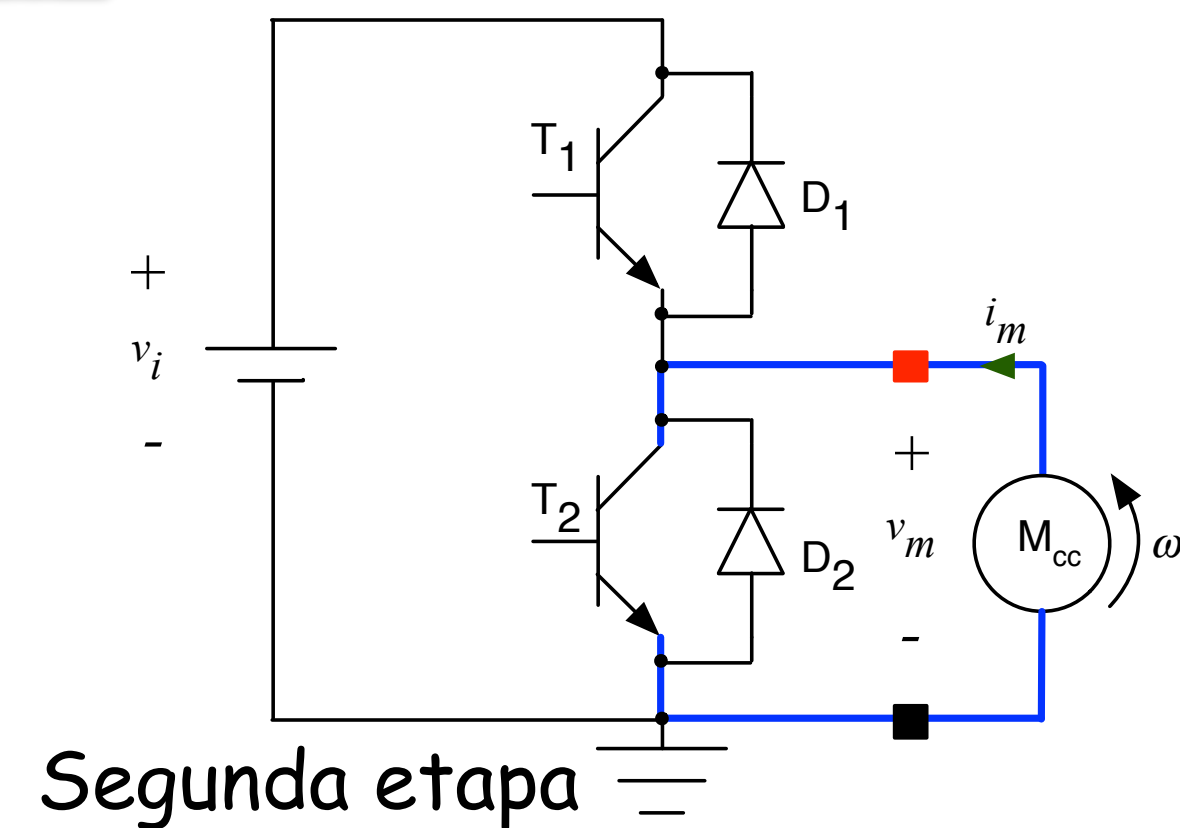 T1
D1
+
vi
-
im
+
T2
D2
vm
Mcc
ω
-
Segunda etapa